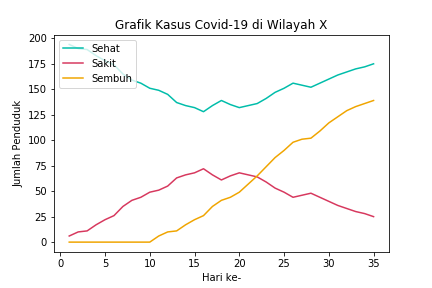 Grafik Kasus Covid-19 di Wilayah X
Sehat
Sakit
Sembuh
Jumlah Penduduk
200
175
150
125
100
75
50
25
0
0 5 10 15 20 25 30 35
Hari ke-